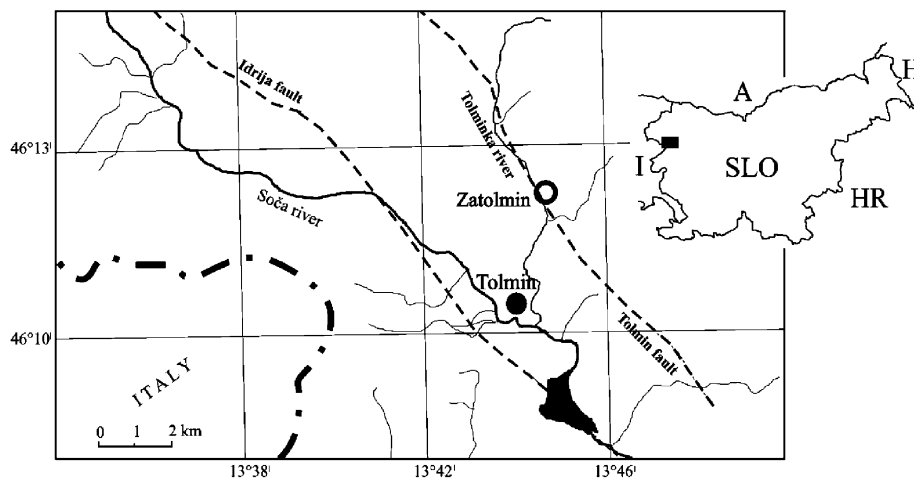 H
A
Idrija fault
Tolminka river
46°13'
I
SLO
Zatolmin
HR
Soča river
Tolmin
Tolmin fault
46°10'
ITALY
0 1 2 km
13°38' 13°42' 13°46'